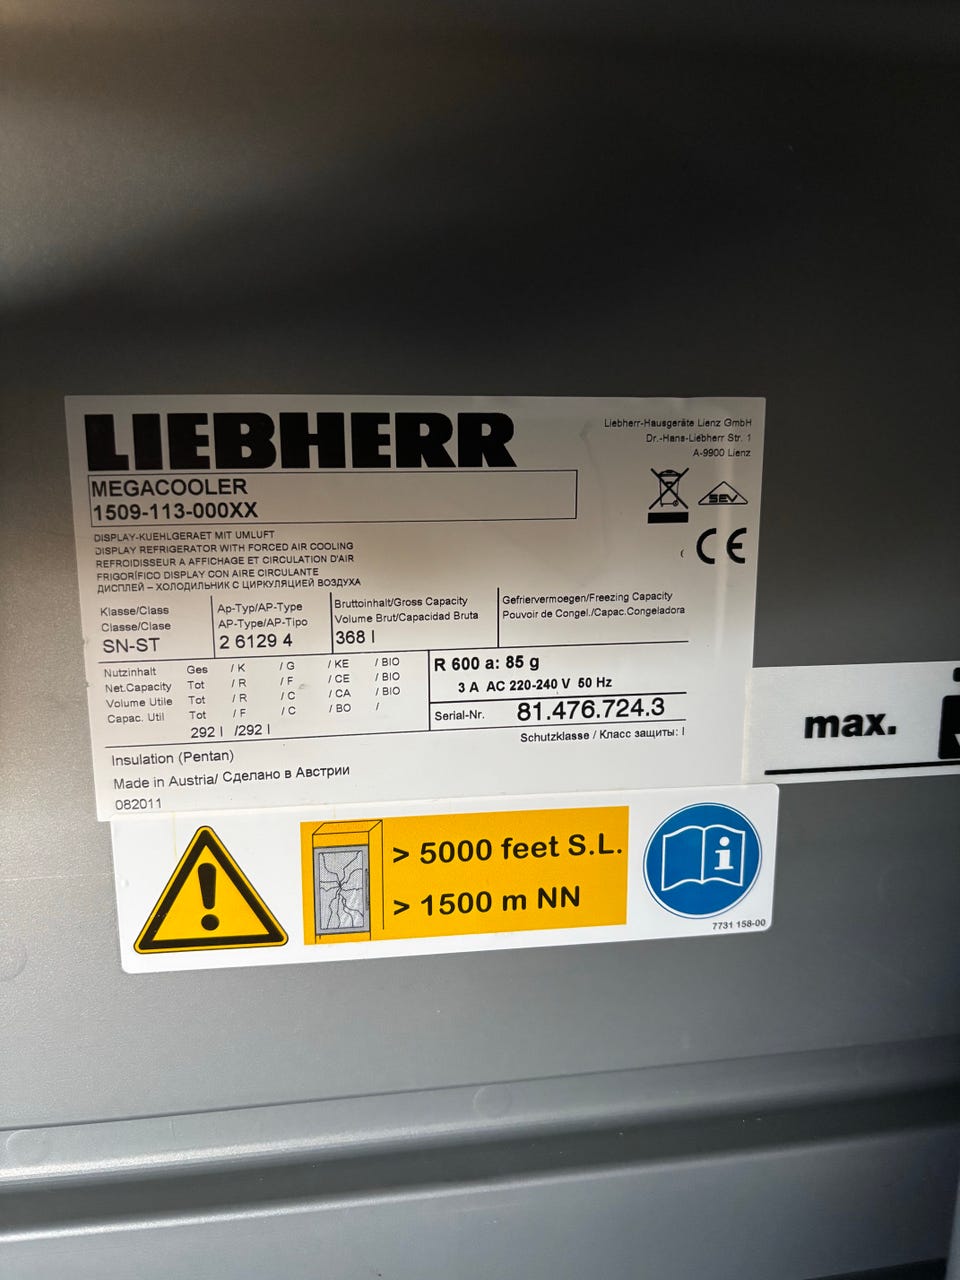 LIEBHERR
Liebherr-Hausgeräte Lienz GmbH
Dr.-Hans-Liebherr Str. 1
A-9900 Lienz
MEGACOOLER
1509-113-000XX
SEV
CE
DISPLAY-KUEHLGERAET MIT UMLUFT
DISPLAY REFRIGERATOR WITH FORCED AIR COOLING
REFROIDISSEUR A AFFICHAGE ET CIRCULATION D'AIR
FRIGORÍFICO DISPLAY CON AIRE CIRCULANTE
ДИСПЛЕЙ – ХОЛОДИЛЬНИК С ЦИРКУЛЯЦИЕЙ ВОЗДУХА
Klasse/Class
Classe/Clase
SN-ST
Ap-Typ/AP-Type
AP-Type/AP-Tipo
2 6129 4
Bruttoinhalt/Gross Capacity
Volume Brut/Capacidad Bruta
368 l
Gefriervermoegen/Freezing Capacity
Pouvoir de Congel./Capac.Congeladora
Nutzinhalt Ges / K / G / KE / BIO
Net.Capacity Tot / R / F / CE / BIO
Volume Utile Tot / R / C / CA / BIO
Capac. Util Tot / F / C / BO /
292 l /292 l
R 600 a: 85 g
3 A AC 220-240 V 50 Hz
Serial-Nr. 81.476.724.3
Schutzklasse / Класс защиты: I
Insulation (Pentan)
Made in Austria/ Сделано в Австрии
082011
max.
> 5000 feet S.L.
> 1500 m NN
i
7731 158-00